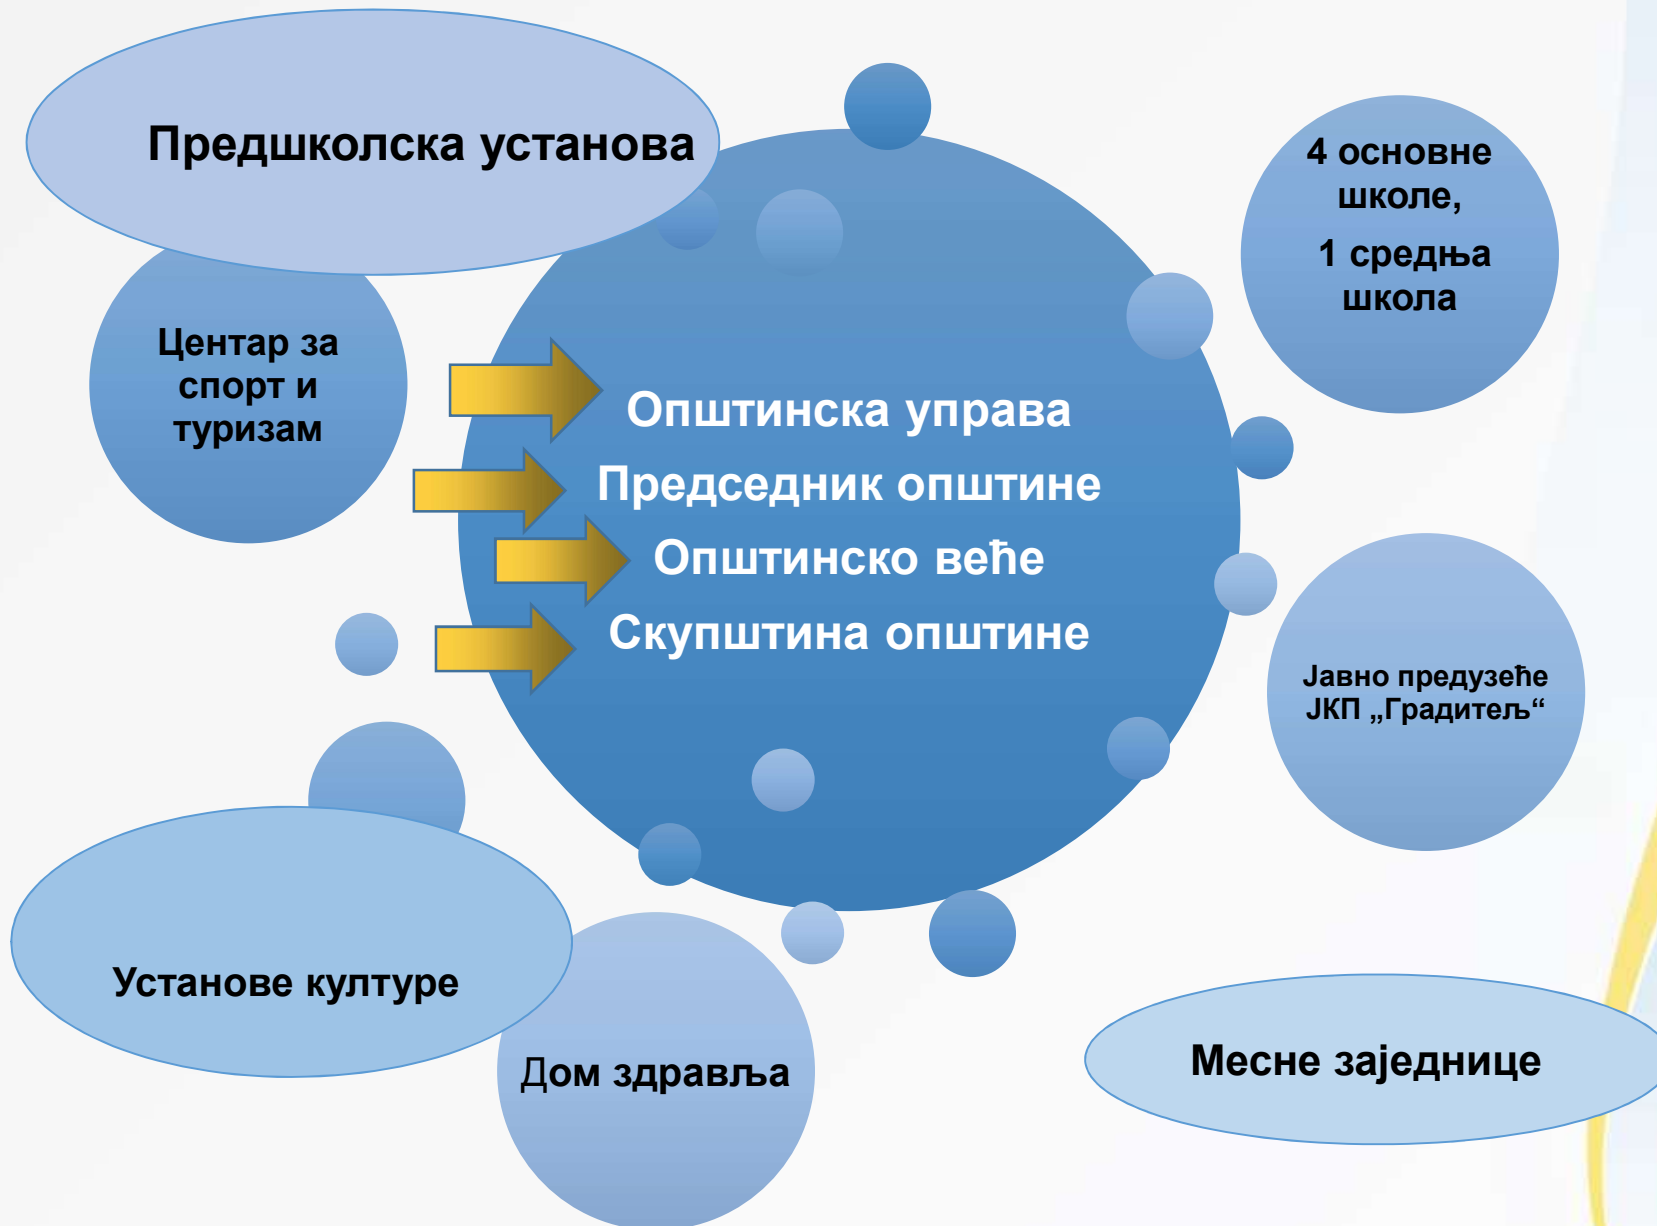 Предшколска установа
4 основне
школе,
1 средња
школа
Центар за
спорт и
туризам
Општинска управа
Председник општине
Општинско веће
Скупштина општине
Јавно предузеће
ЈКП „Градитељ“
Установе културе
Дом здравља
Месне заједнице